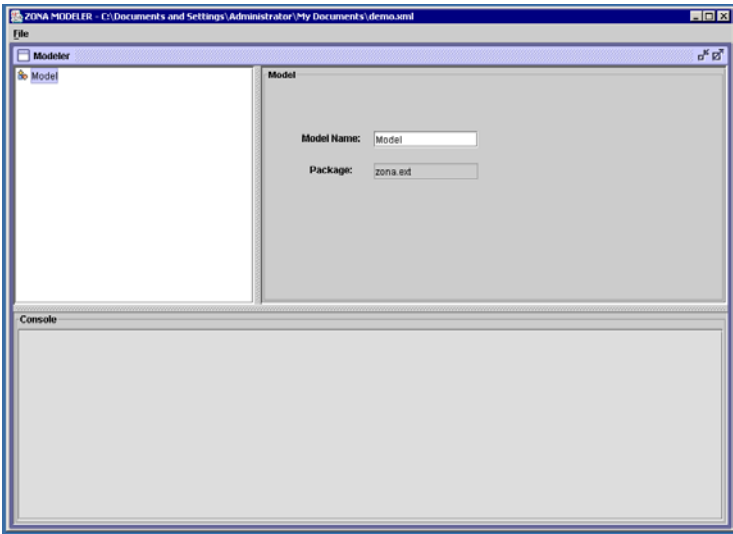 ZONA MODELER - C:\Documents and Settings\Administrator\My Documents\demo.xml
File
Modeler
Model
Model
Model Name: Model
Package: zona.ext
Console